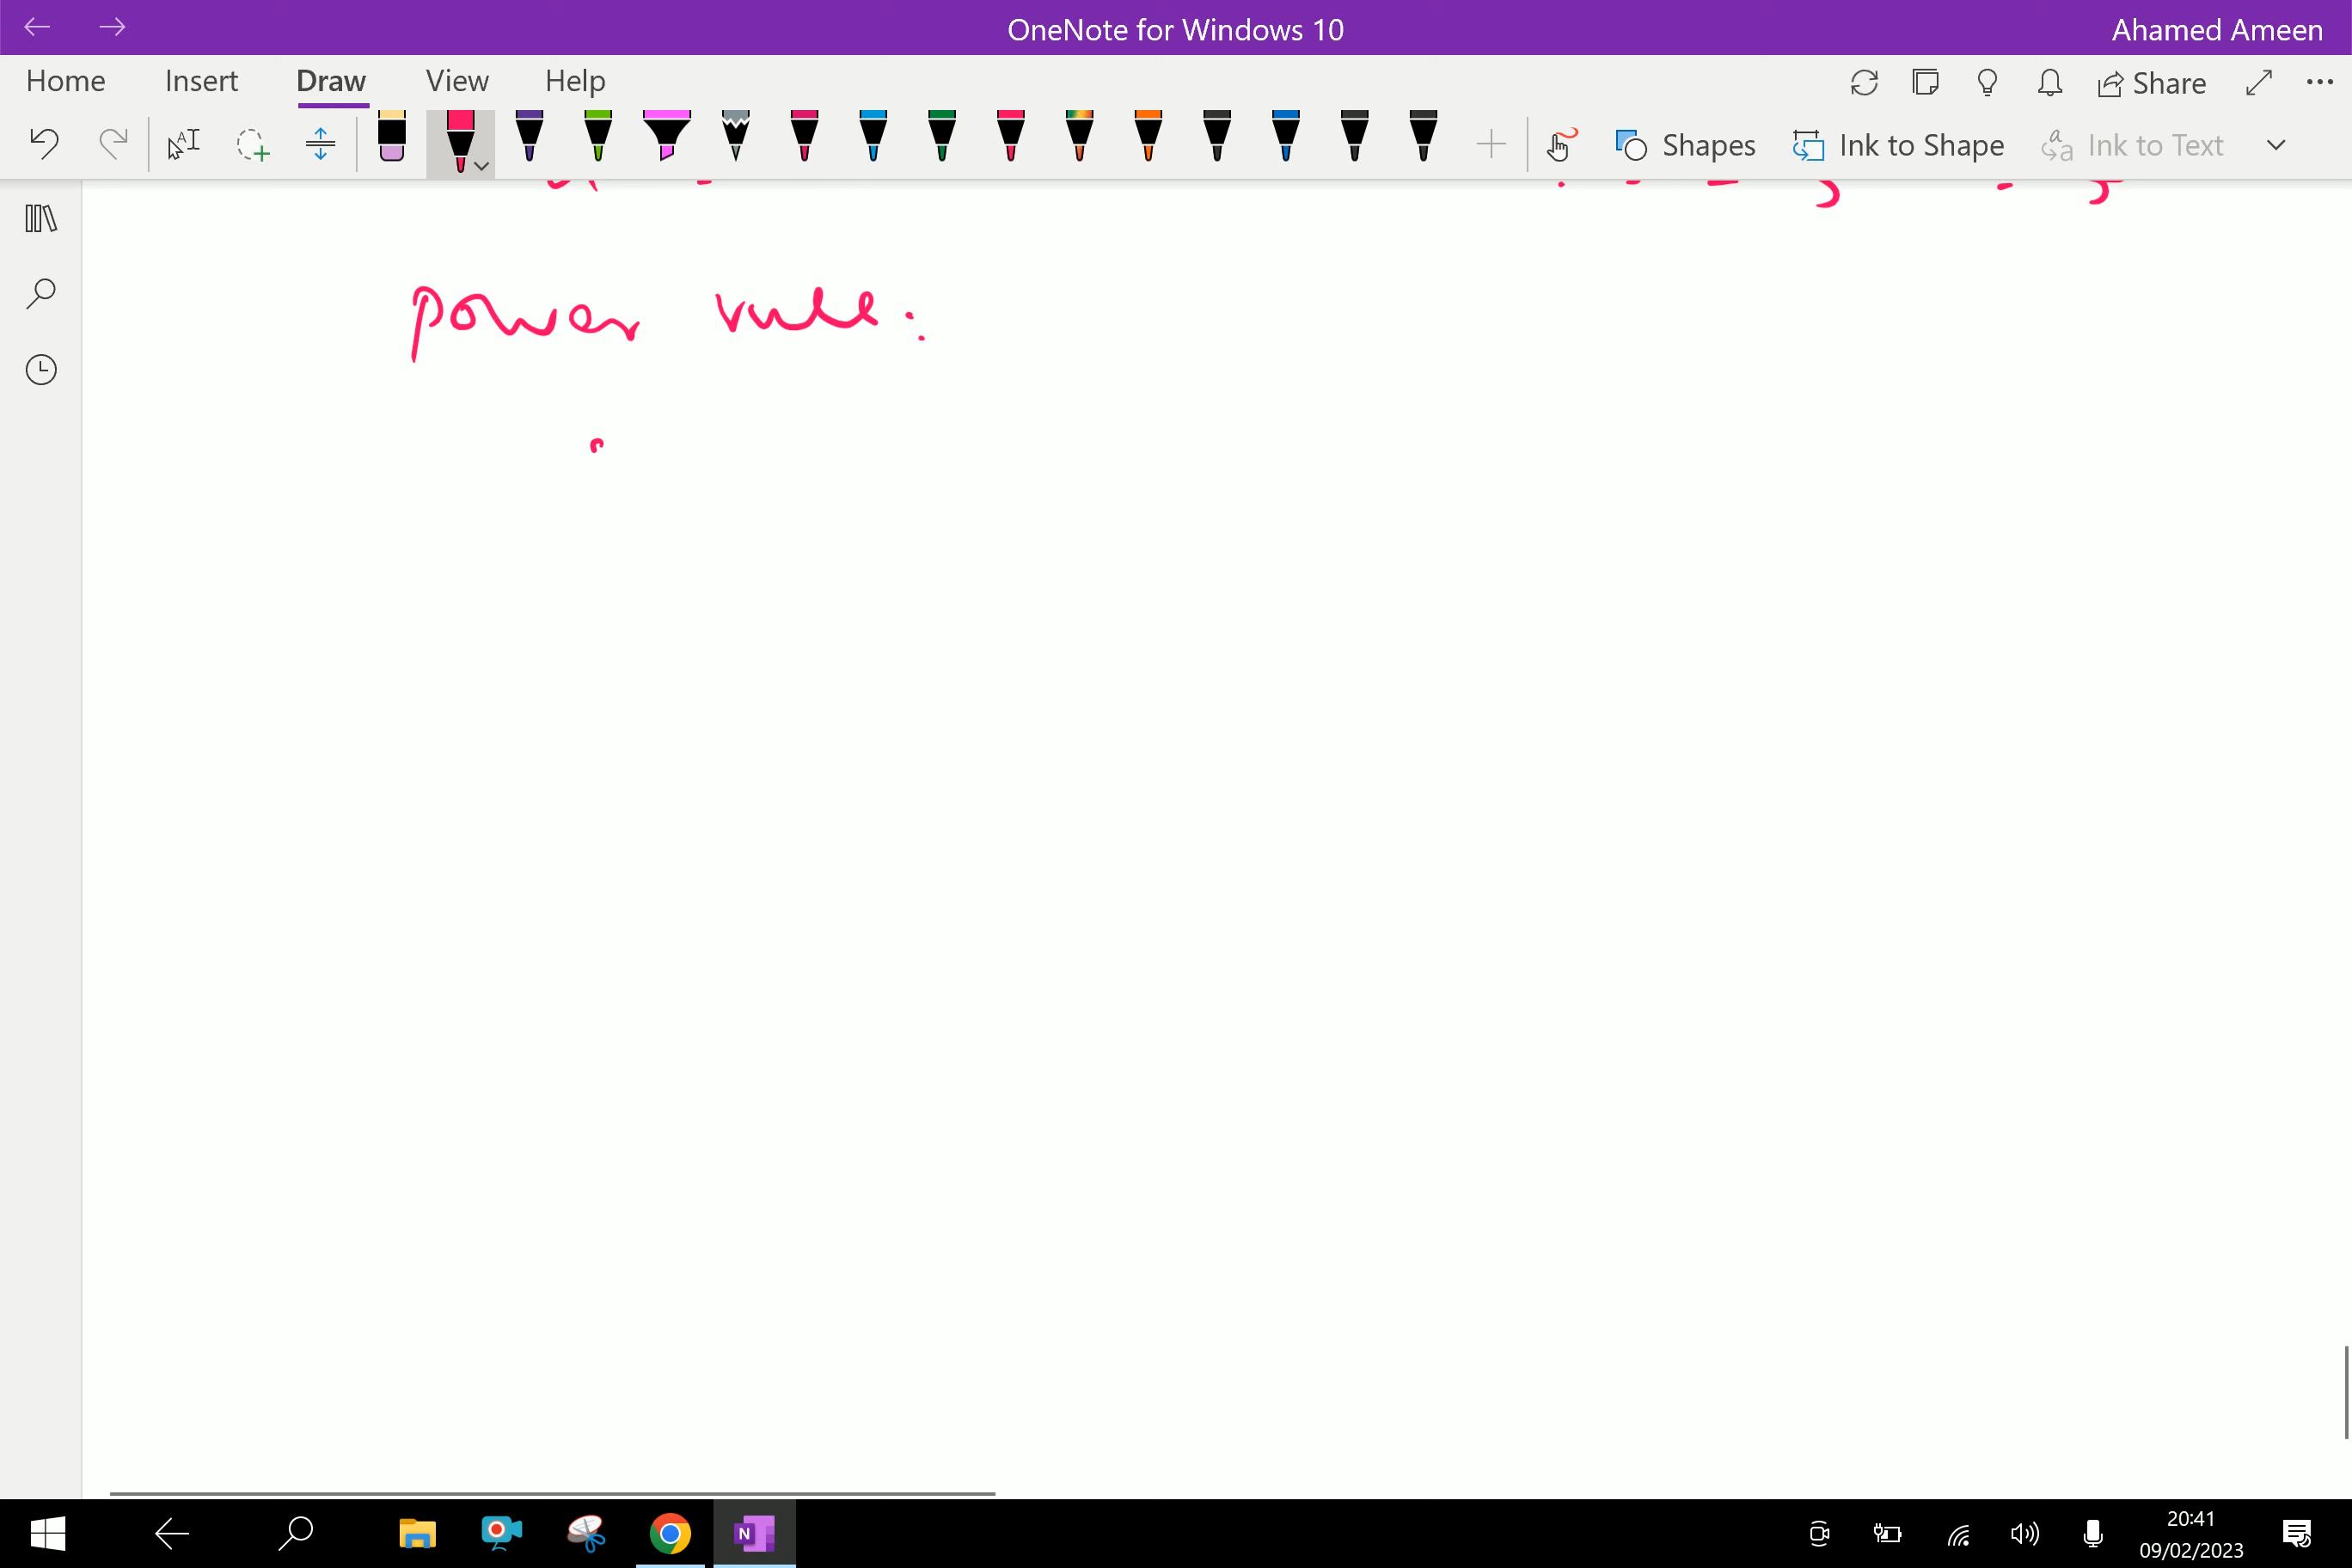 OneNote for Windows 10 Ahamed Ameen
Home Insert Draw View Help Share
Shapes Ink to Shape Ink to Text
power rule:
20:41
09/02/2023